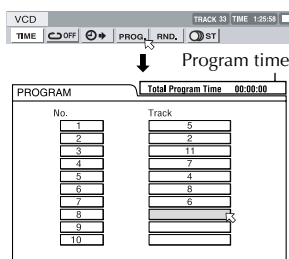 VCD TRACK 33 TIME 1:25:58
TIME OFF PROG. RND. ST
Program time
PROGRAM Total Program Time 00:00:00
No. Track
1 5
2 2
3 11
4 7
5 4
6 8
7 6
8
9
10